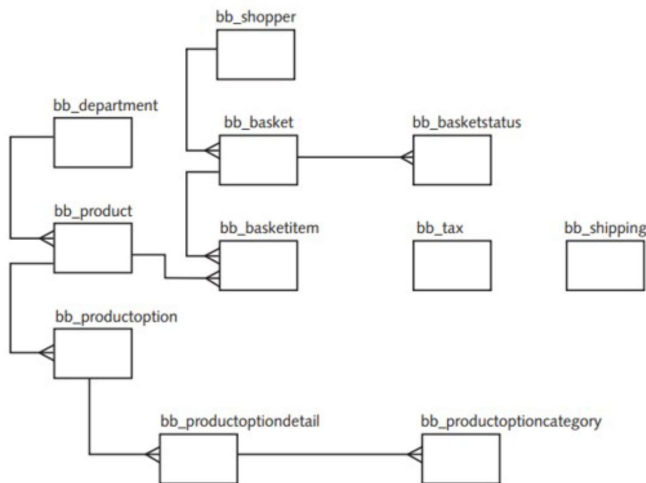 bb_shopper
bb_department
bb_basket
bb_basketstatus
bb_product
bb_basketitem
bb_tax
bb_shipping
bb_productoption
bb_productoptiondetail
bb_productoptioncategory